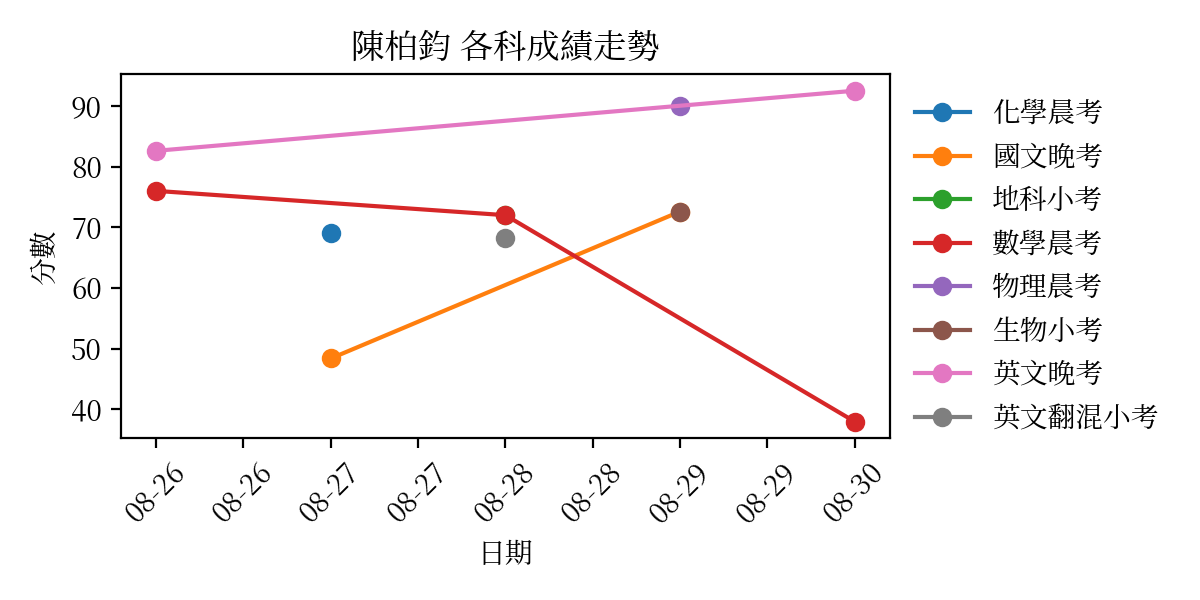 陳柏鈞 各科成績走勢
分數
90
80
70
60
50
40
08-26
08-26
08-27
08-27
08-28
08-28
08-29
08-29
08-30
日期
化學晨考
國文晚考
地科小考
數學晨考
物理晨考
生物小考
英文晚考
英文翻混小考